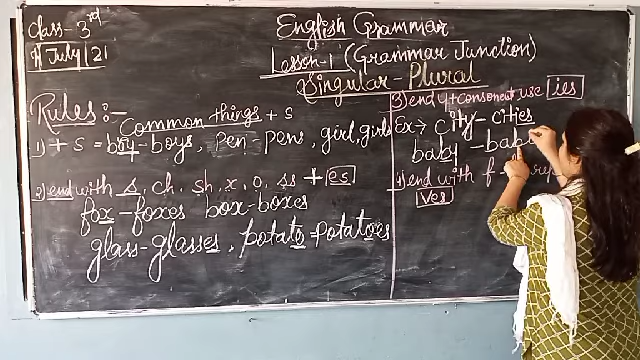 Class-3rd
9 July/21
English Grammar
Lesson-1 (Grammar Junction)
Singular-Plural
Rules:-
Common things + s
1) + s = boy-boys, pen-pens, girl, girls
2) end with s, ch, sh, x, o, ss + es
fox-foxes box-boxes
glass-glasses, potato-potatoes
3) end y+consonent use ies
Ex→ city-cities
baby-bab
4) end with f rep
ves